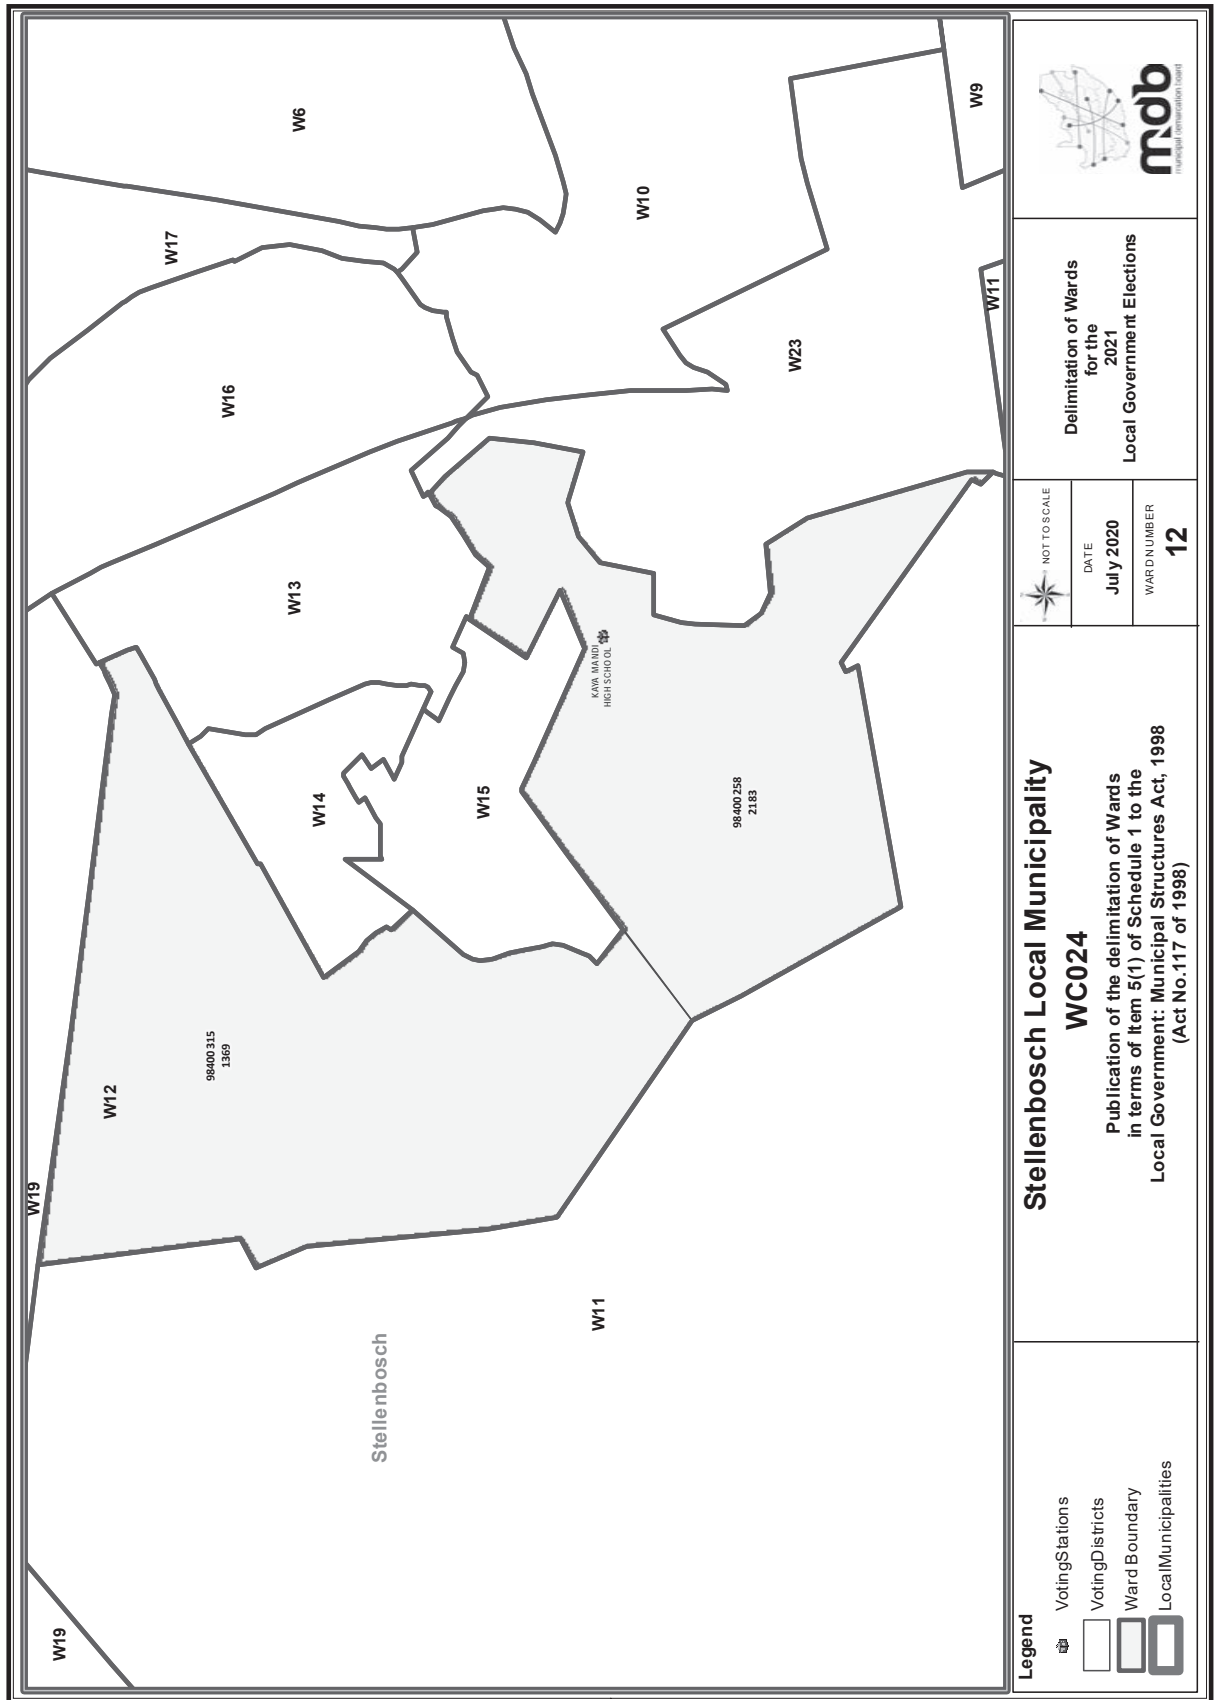 W19
W19
W12
98400315
1369
W17
W6
W16
W13
W14
W15
W10
W23
W9
W11
W11
KAYA MANDI
HIGH SCHOOL
98400258
2183
Stellenbosch
Legend
VotingStations
VotingDistricts
Ward Boundary
LocalMunicipalities
Stellenbosch Local Municipality
WC024
Publication of the delimitation of Wards
in terms of Item 5(1) of Schedule 1 to the
Local Government: Municipal Structures Act, 1998
(Act No.117 of 1998)
NOT TO SCALE
DATE
July 2020
WARD NUMBER
12
Delimitation of Wards
for the
2021
Local Government Elections
mdb
municipal demarcation board